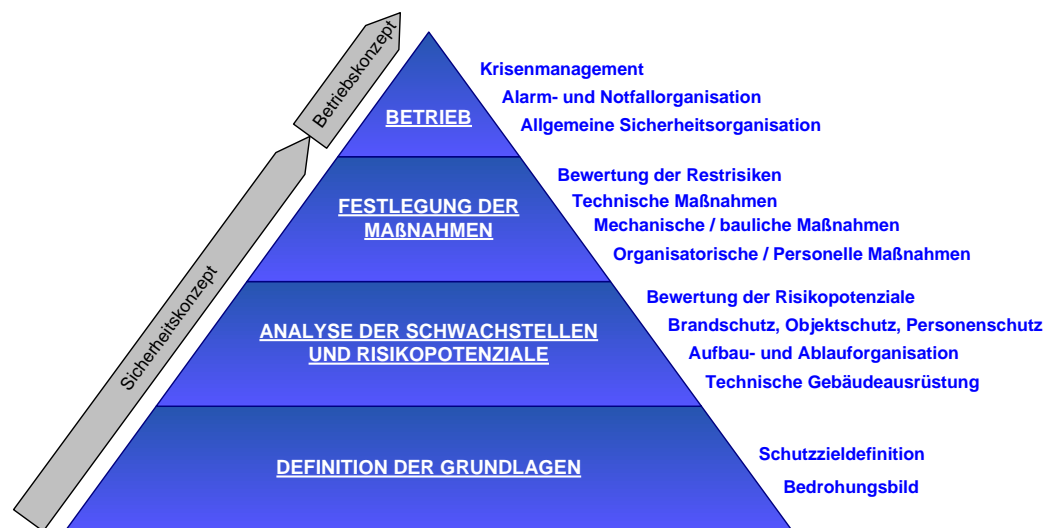 Betriebskonzept
Sicherheitskonzept
BETRIEB
Krisenmanagement
Alarm- und Notfallorganisation
Allgemeine Sicherheitsorganisation
FESTLEGUNG DER
MAßNAHMEN
Bewertung der Restrisiken
Technische Maßnahmen
Mechanische / bauliche Maßnahmen
Organisatorische / Personelle Maßnahmen
ANALYSE DER SCHWACHSTELLEN
UND RISIKOPOTENZIALE
Bewertung der Risikopotenziale
Brandschutz, Objektschutz, Personenschutz
Aufbau- und Ablauforganisation
Technische Gebäudeausrüstung
DEFINITION DER GRUNDLAGEN
Schutzzieldefinition
Bedrohungsbild